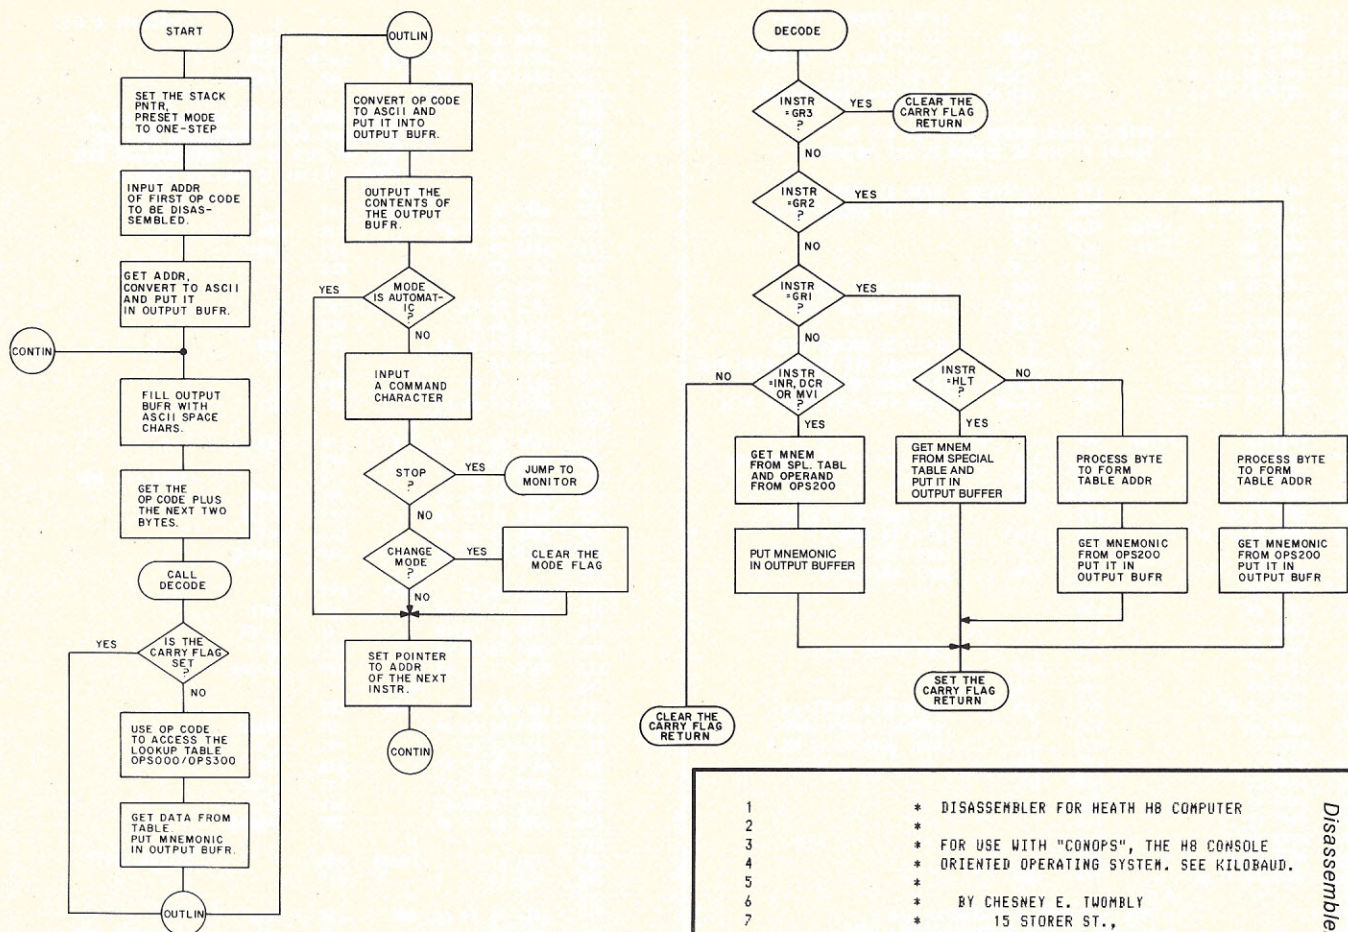 START
SET THE STACK
PNTR,
PRESET MODE
TO ONE-STEP
INPUT ADDR
OF FIRST OP CODE
TO BE DISAS-
SEMBLED.
GET ADDR,
CONVERT TO ASCII
AND PUT IT
IN OUTPUT BUFR.
CONTIN
FILL OUTPUT
BUFR WITH
ASCII SPACE
CHARS.
GET THE
OP CODE PLUS
THE NEXT TWO
BYTES.
CALL
DECODE
YES
IS THE
CARRY FLAG
SET
?
NO
USE OP CODE
TO ACCESS THE
LOOKUP TABLE
OPS000/OPS300
GET DATA FROM
TABLE.
PUT MNEMONIC
IN OUTPUT BUFR.
OUTLIN
OUTLIN
CONVERT OP CODE
TO ASCII AND
PUT IT INTO
OUTPUT BUFR.
OUTPUT THE
CONTENTS OF
THE OUTPUT
BUFR.
YES
MODE
IS AUTOMAT-
IC
?
NO
INPUT
A COMMAND
CHARACTER
STOP
?
YES
JUMP TO
MONITOR
NO
CHANGE
MODE
?
YES
CLEAR THE
MODE FLAG
NO
SET POINTER
TO ADDR
OF THE NEXT
INSTR.
CONTIN
DECODE
INSTR
=GR3
?
YES
CLEAR THE
CARRY FLAG
RETURN
NO
INSTR
=GR2
?
YES
NO
INSTR
=GR1
?
YES
NO
NO
INSTR
=INR, DCR
OR MVI
?
YES
INSTR
=HLT
?
NO
YES
GET MNEM
FROM SPL. TABL
AND OPERAND
FROM OPS200
GET MNEM
FROM SPECIAL
TABLE AND
PUT IT IN
OUTPUT BUFFER
PROCESS BYTE
TO FORM
TABLE ADDR
PROCESS BYTE
TO FORM
TABLE ADDR
PUT MNEMONIC
IN OUTPUT BUFFER
GET MNEMONIC
FROM OPS200
PUT IT IN
OUTPUT BUFR
GET MNEMONIC
FROM OPS200
PUT IT IN
OUTPUT BUFR
SET THE
CARRY FLAG
RETURN
CLEAR THE
CARRY FLAG
RETURN
1 * DISASSEMBLER FOR HEATH H8 COMPUTER
2 *
3 * FOR USE WITH "CONOPS", THE H8 CONSOLE
4 * ORIENTED OPERATING SYSTEM. SEE KILOBAUD.
5 *
6 * BY CHESNEY E. TWOMBLY
7 * 15 STORER ST.,